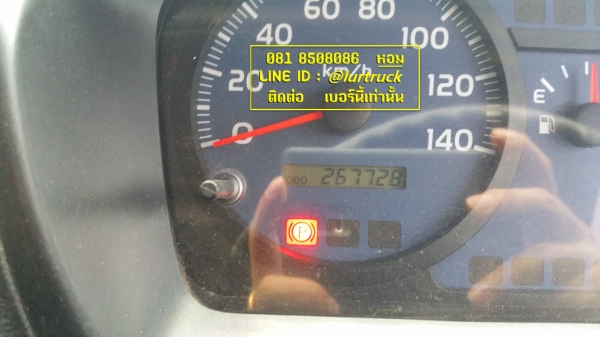 60 80
40 100
081 8508086 หอม
km/h
LINE ID : @lurtruck
20 120
ติดต่อ เบอร์นี้เท่านั้น
E
0 140
ODO 267728
P